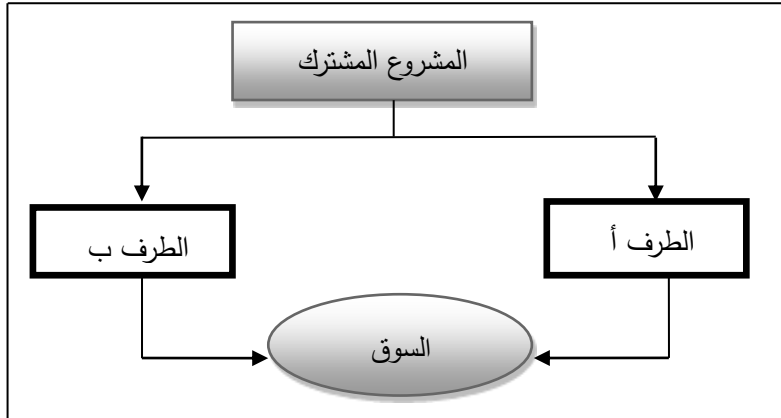 المشروع المشترك
الطرف أ
الطرف ب
السوق